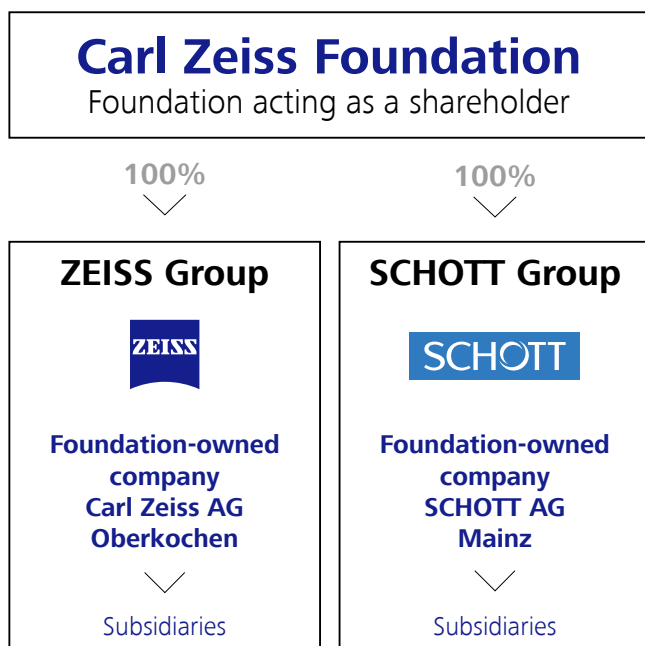 Carl Zeiss Foundation
Foundation acting as a shareholder
100%
100%
ZEISS Group
ZEISS
Foundation-owned
company
Carl Zeiss AG
Oberkochen
Subsidiaries
SCHOTT Group
SCHOTT
Foundation-owned
company
SCHOTT AG
Mainz
Subsidiaries